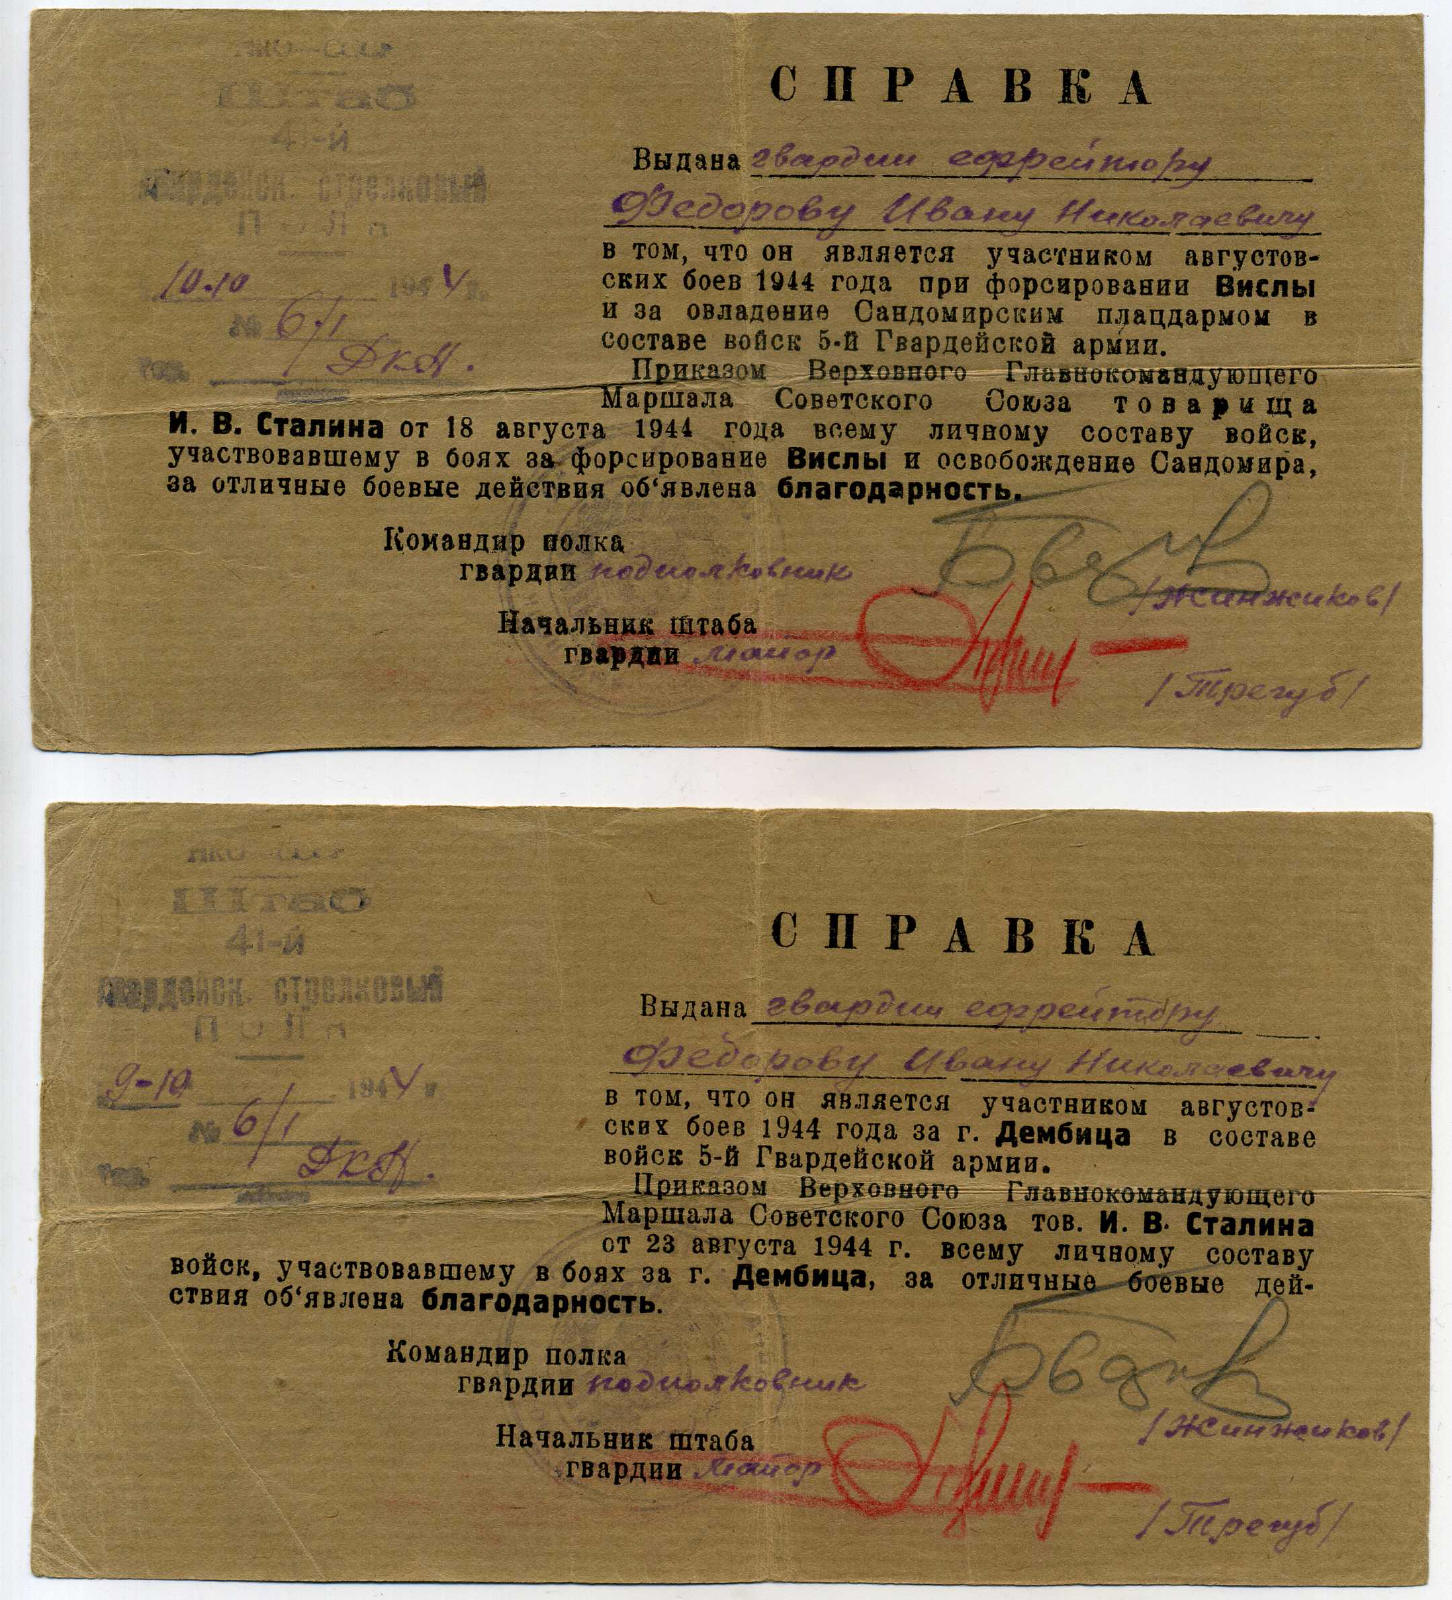 НКО—СССР
Штаб
41-й
гвардейск. стрелковый
Полк
10.10 1944 г.
№ 6/1
СПРАВКА
Выдана гвардии ефрейтору
Федорову Ивану Николаевичу
в том, что он является участником августов-
ских боев 1944 года при форсировании Вислы
и за овладение Сандомирским плацдармом в
составе войск 5-й Гвардейской армии.
Приказом Верховного Главнокомандующего
Маршала Советского Союза товарища
И. В. Сталина от 18 августа 1944 года всему личному составу войск,
участвовавшему в боях за форсирование Вислы и освобождение Сандомира,
за отличные боевые действия об‘явлена благодарность.
Командир полка
гвардии подполковник
/Жинжиков/
Начальник штаба
гвардии майор
/Трегуб/
НКО—СССР
Штаб
41-й
гвардейск. стрелковый
Полк
9-10 1944 г.
№ 6/1
СПРАВКА
Выдана гвардии ефрейтору
Федорову Ивану Николаевичу
в том, что он является участником августов-
ских боев 1944 года за г. Дембица в составе
войск 5-й Гвардейской армии.
Приказом Верховного Главнокомандующего
Маршала Советского Союза тов. И. В. Сталина
от 23 августа 1944 г. всему личному составу
войск, участвовавшему в боях за г. Дембица, за отличные боевые дей-
ствия об‘явлена благодарность.
Командир полка
гвардии подполковник
/Жинжиков/
Начальник штаба
гвардии майор
/Трегуб/